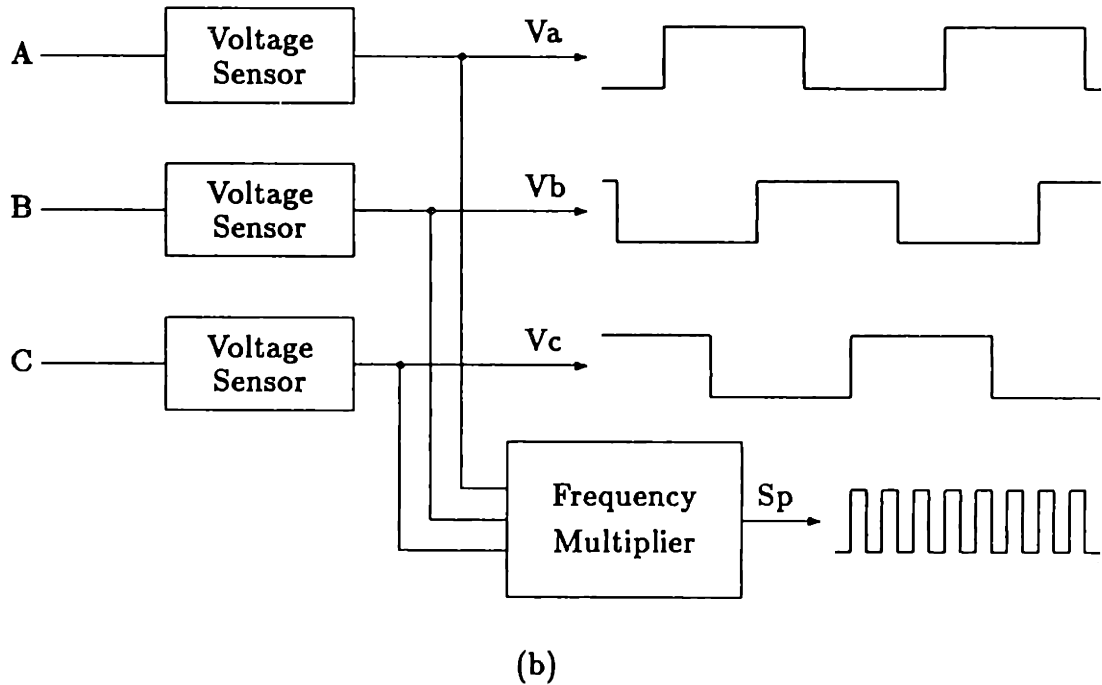 A
Voltage
Sensor
Va
B
Voltage
Sensor
Vb
C
Voltage
Sensor
Vc
Frequency
Multiplier
Sp
(b)